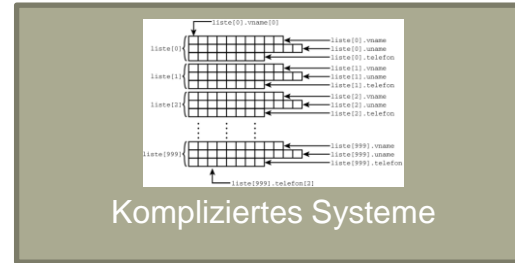 liste[0].vname[0]
liste[0]
liste[0].vname
liste[0].uname
liste[0].telefon
liste[1]
liste[1].vname
liste[1].uname
liste[1].telefon
liste[2]
liste[2].vname
liste[2].uname
liste[2].telefon
liste[999]
liste[999].vname
liste[999].uname
liste[999].telefon
liste[999].telefon[2]
Kompliziertes Systeme